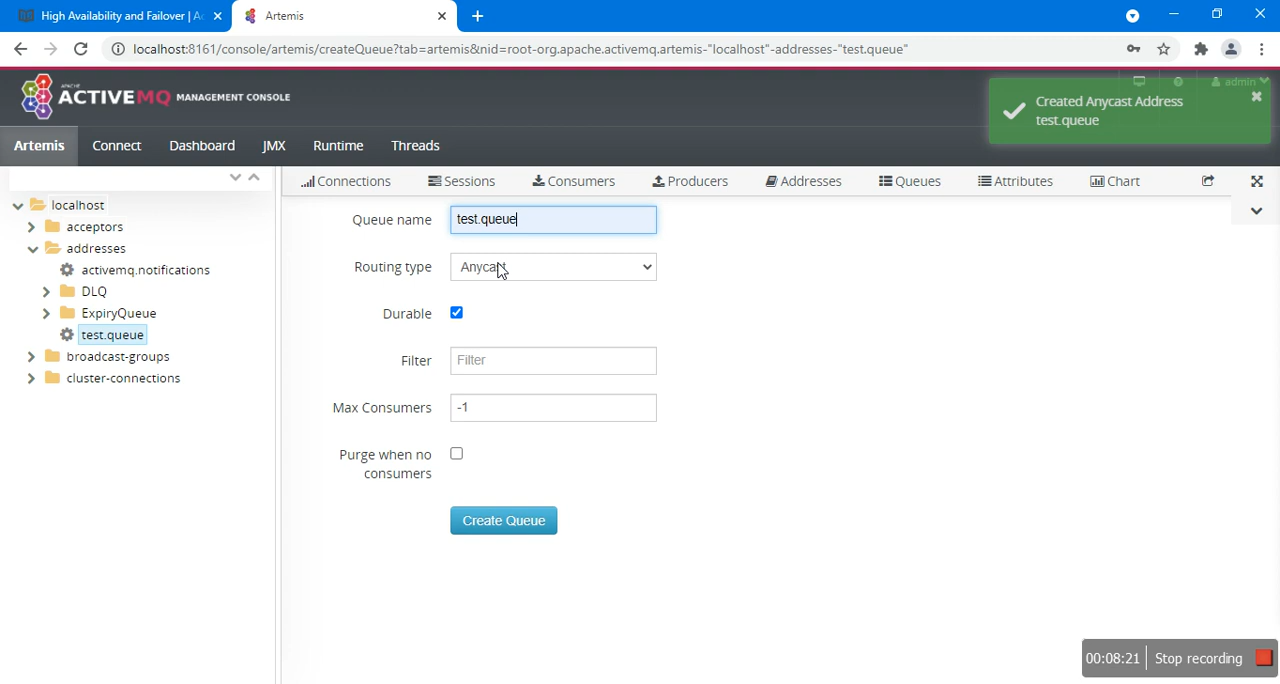 High Availability and Failover | Ac
Artemis
localhost:8161/console/artemis/createQueue?tab=artemis&nid=root-org.apache.activemq.artemis-"localhost"-addresses-"test.queue"
APACHE
ACTIVEMQ MANAGEMENT CONSOLE
admin
Created Anycast Address
test.queue
Artemis Connect Dashboard JMX Runtime Threads
Connections Sessions Consumers Producers Addresses Queues Attributes Chart
localhost
acceptors
addresses
activemq.notifications
DLQ
ExpiryQueue
test.queue
broadcast-groups
cluster-connections
Queue name test.queue
Routing type Anycast
Durable
Filter Filter
Max Consumers -1
Purge when no
consumers
Create Queue
00:08:21 Stop recording